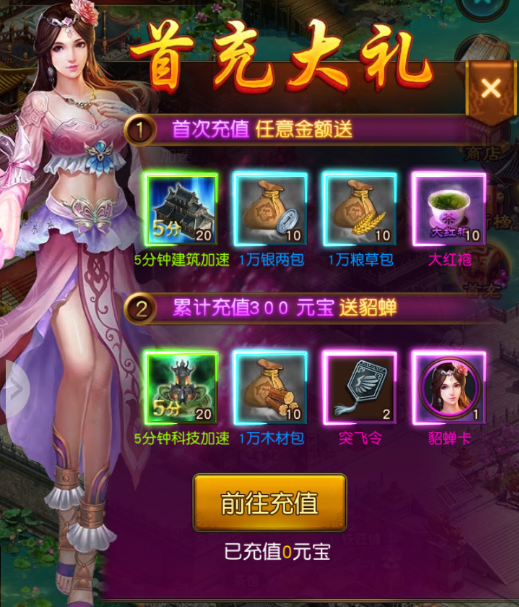 首充大礼
1 首次充值 任意金额送
5分 20 10 10 大红袍 10
5分钟建筑加速 1万银两包 1万粮草包 大红袍
2 累计充值300元宝 送貂蝉
5分 20 10 2 1
5分钟科技加速 1万木材包 突飞令 貂蝉卡
前往充值
已充值0元宝
商店